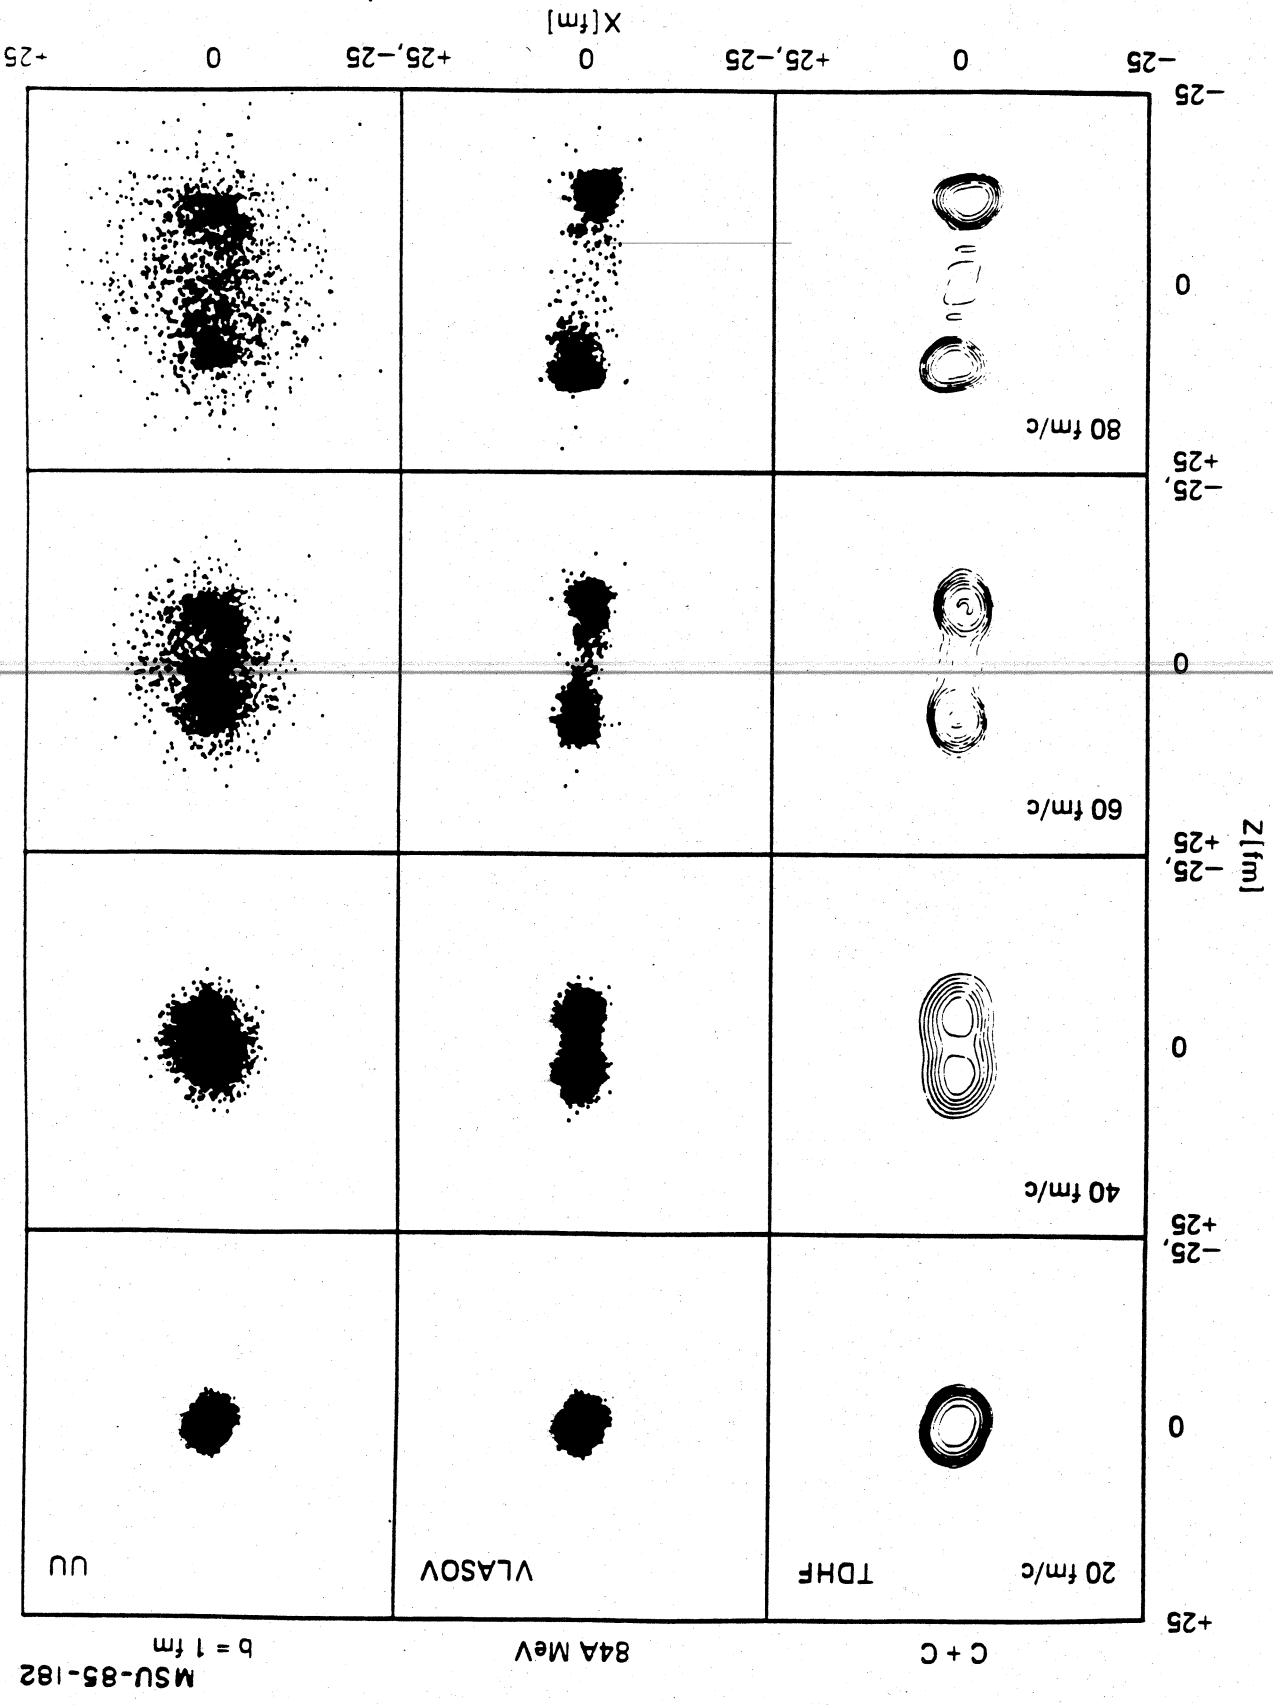 MSU-85-182
C + C 84A MeV b = 1 fm
+25
20 fm/c TDHF VLASOV UU
0
-25,
+25
40 fm/c
0
-25,
+25
Z[fm]
60 fm/c
0
-25,
+25
80 fm/c
0
-25
-25 0 +25,-25 0 +25,-25 0 +25
X[fm]